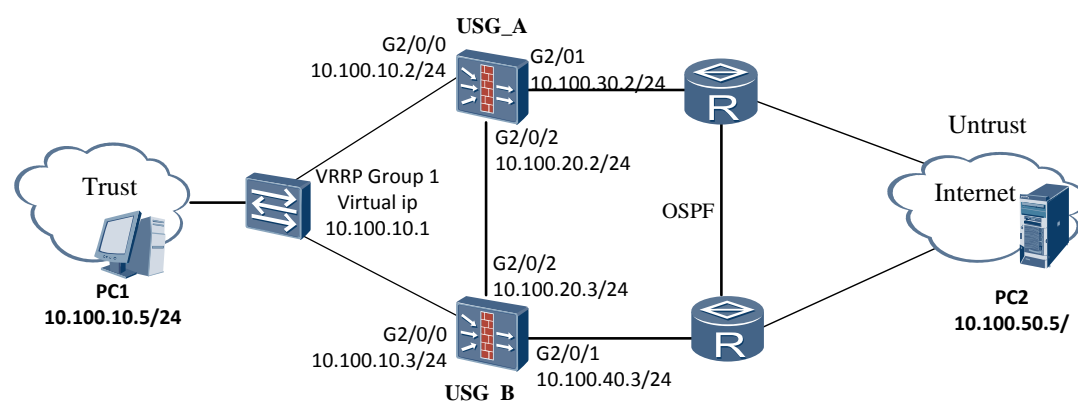 USG_A
G2/0/0
10.100.10.2/24
G2/01
10.100.30.2/24
R
G2/0/2
10.100.20.2/24
Untrust
Trust
VRRP Group 1
Virtual ip
10.100.10.1
OSPF
Internet
G2/0/2
10.100.20.3/24
PC1
10.100.10.5/24
PC2
10.100.50.5/
G2/0/0
10.100.10.3/24
R
G2/0/1
10.100.40.3/24
USG_B